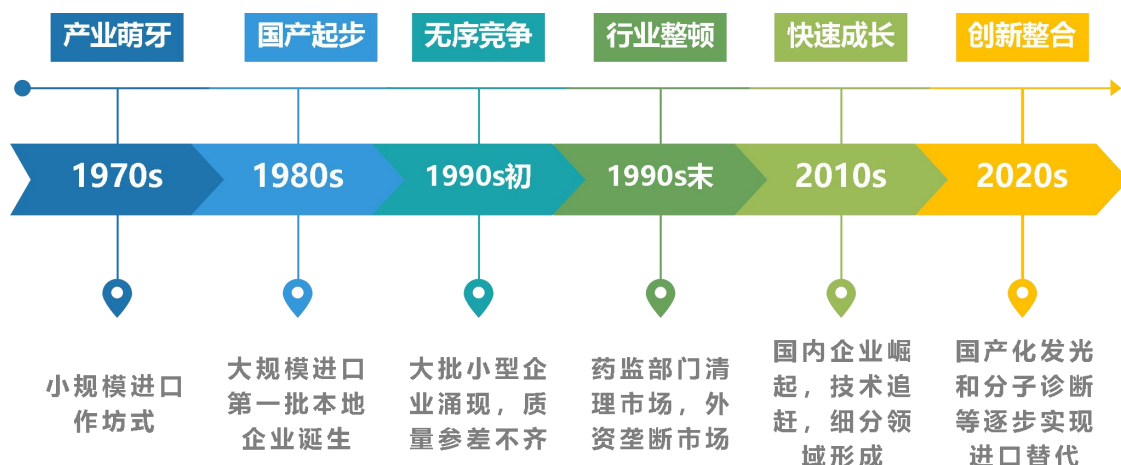 产业萌牙
国产起步
无序竞争
行业整顿
快速成长
创新整合
1970s
1980s
1990s初
1990s末
2010s
2020s
小规模进口
作坊式
大规模进口
第一批本地
企业诞生
大批小型企
业涌现，质
量参差不齐
药监部门清
理市场，外
资垄断市场
国内企业崛
起，技术追
赶，细分领
域形成
国产化发光
和分子诊断
等逐步实现
进口替代